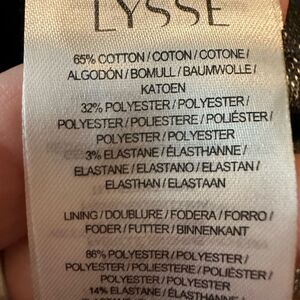 LYSSE
65% COTTON / COTON / COTONE /
ALGODÓN / BOMULL / BAUMWOLLE /
KATOEN
32% POLYESTER / POLYESTER /
POLYESTER / POLIESTERE / POLIÉSTER /
POLYESTER / POLYESTER
3% ELASTANE / ÉLASTHANNE /
ELASTANE / ELASTANO / ELASTAN /
ELASTHAN / ELASTAAN
LINING / DOUBLURE / FODERA / FORRO /
FODER / FUTTER / BINNENKANT
86% POLYESTER / POLYESTER /
POLYESTER / POLIESTERE / POLIÉSTER /
POLYESTER / POLYESTER
14% ELASTANE / ÉLASTHANNE /